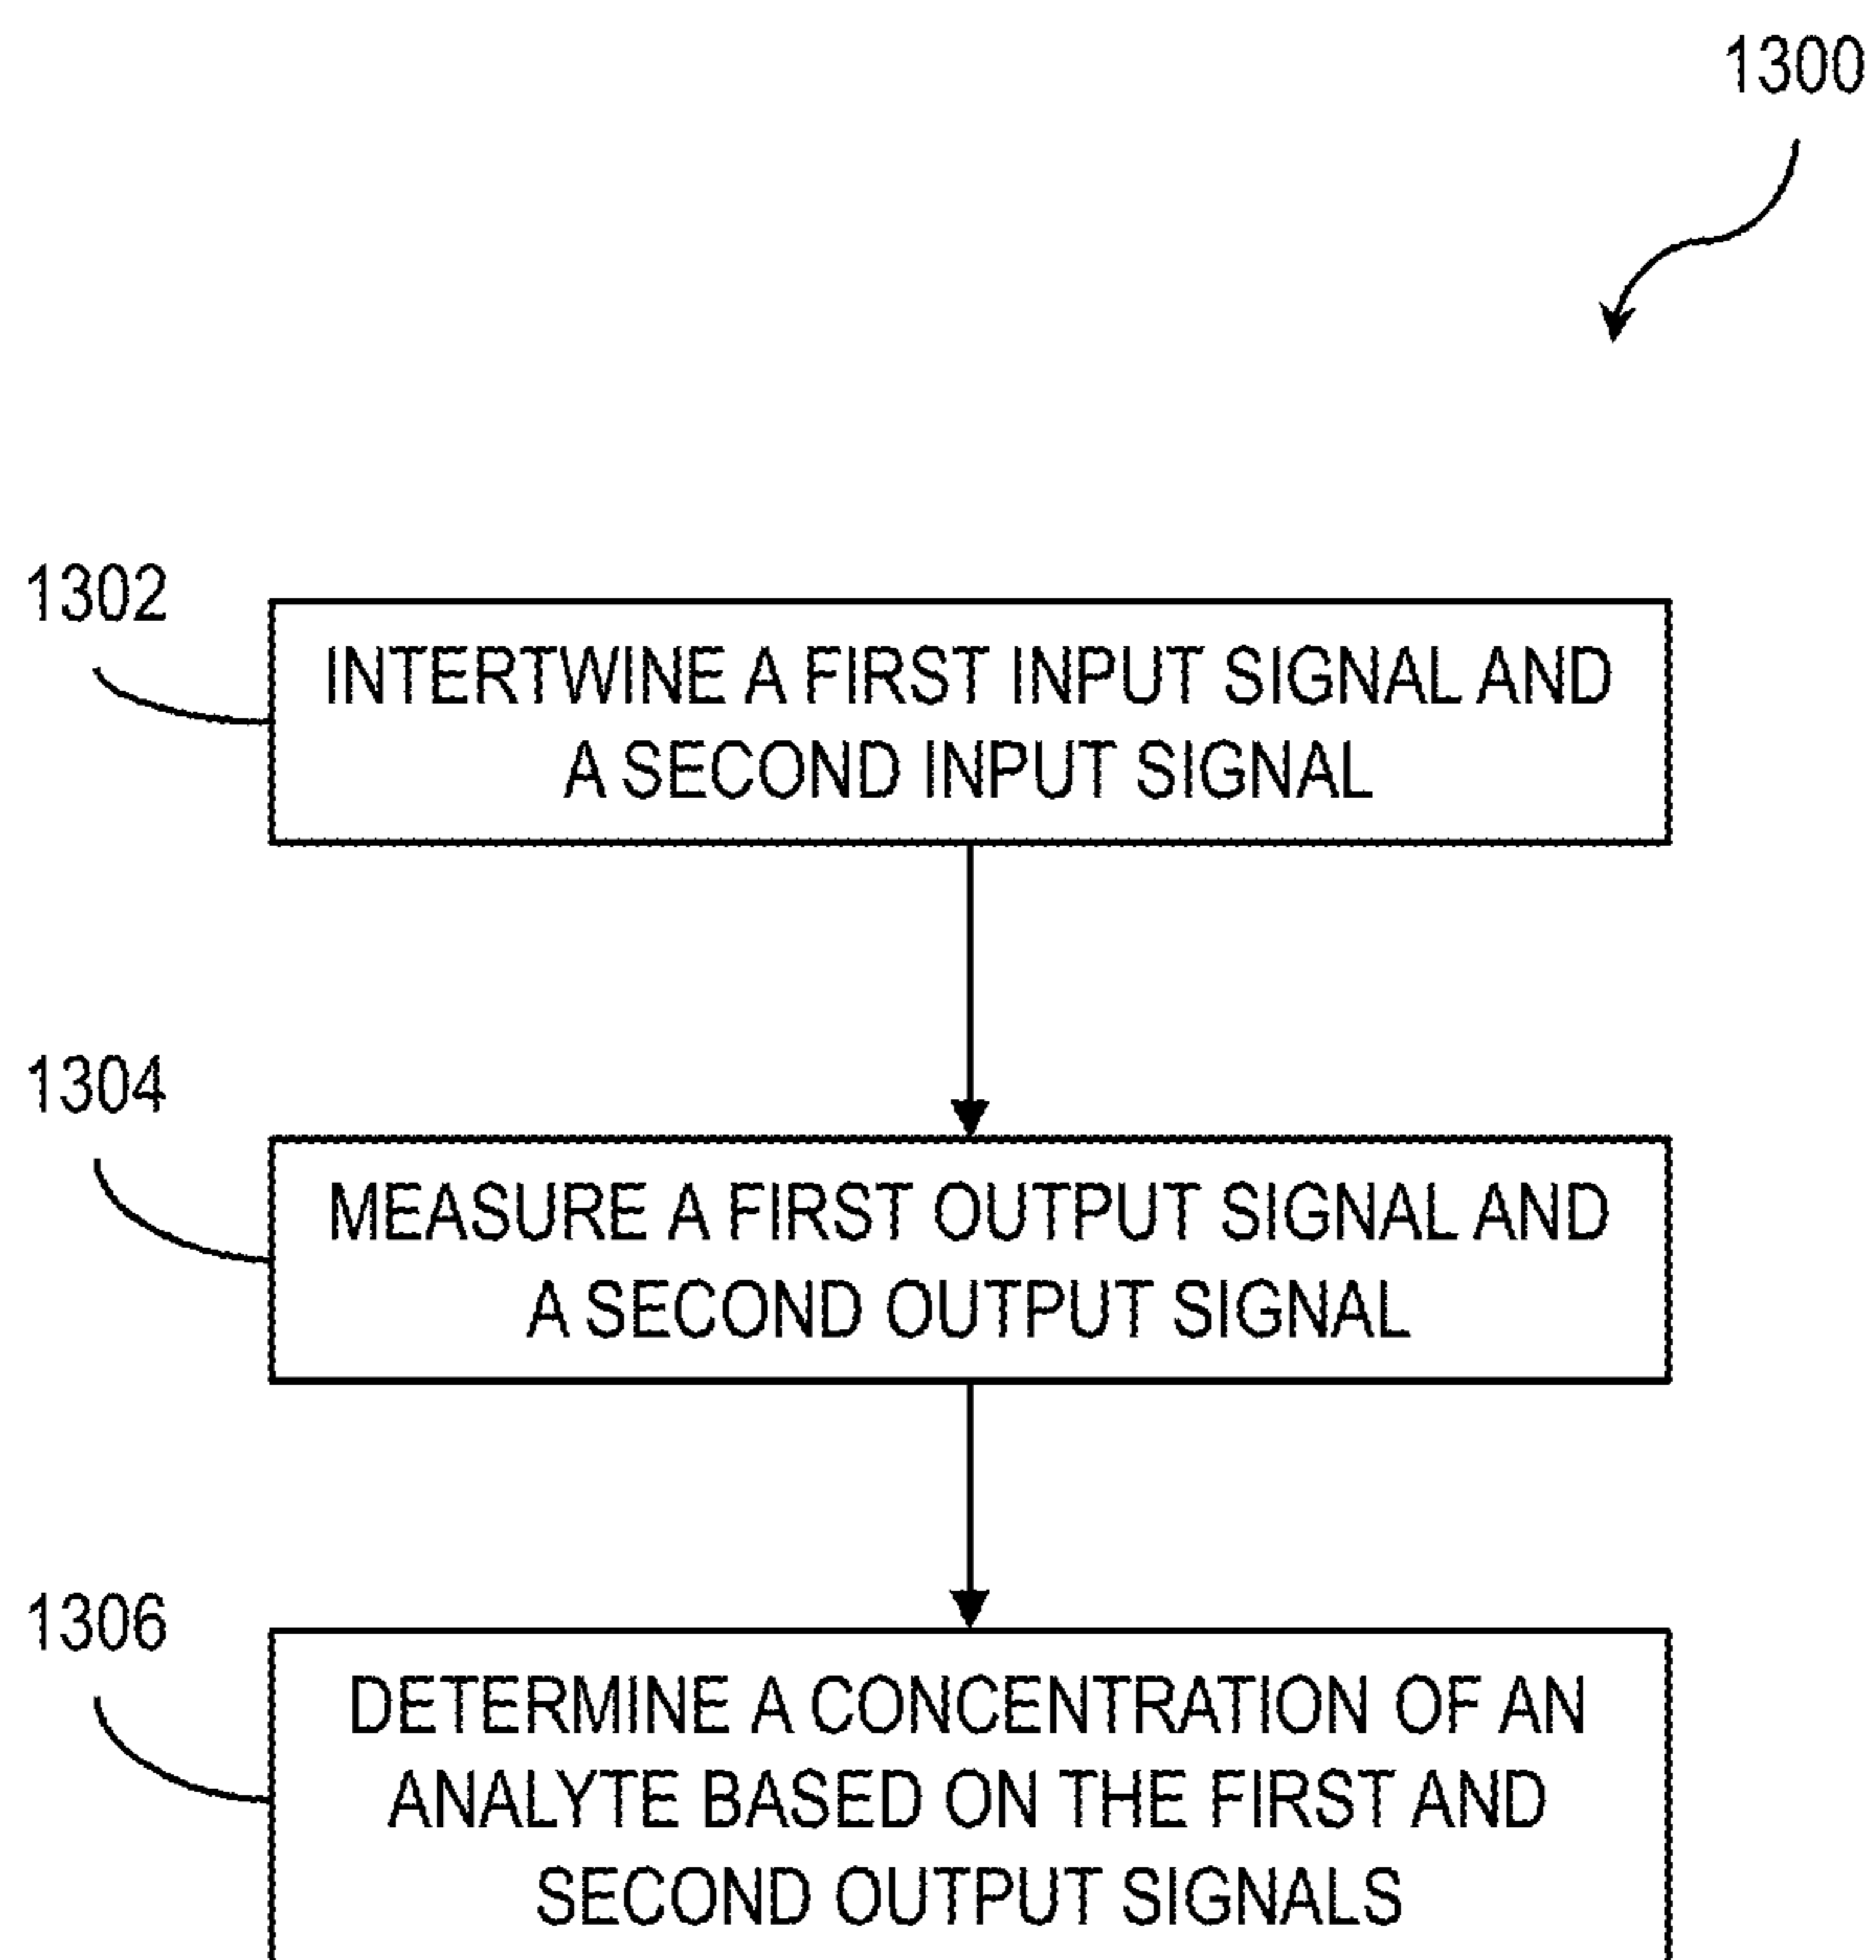 1300
1302
INTERTWINE A FIRST INPUT SIGNAL AND
A SECOND INPUT SIGNAL
1304
MEASURE A FIRST OUTPUT SIGNAL AND
A SECOND OUTPUT SIGNAL
1306
DETERMINE A CONCENTRATION OF AN
ANALYTE BASED ON THE FIRST AND
SECOND OUTPUT SIGNALS